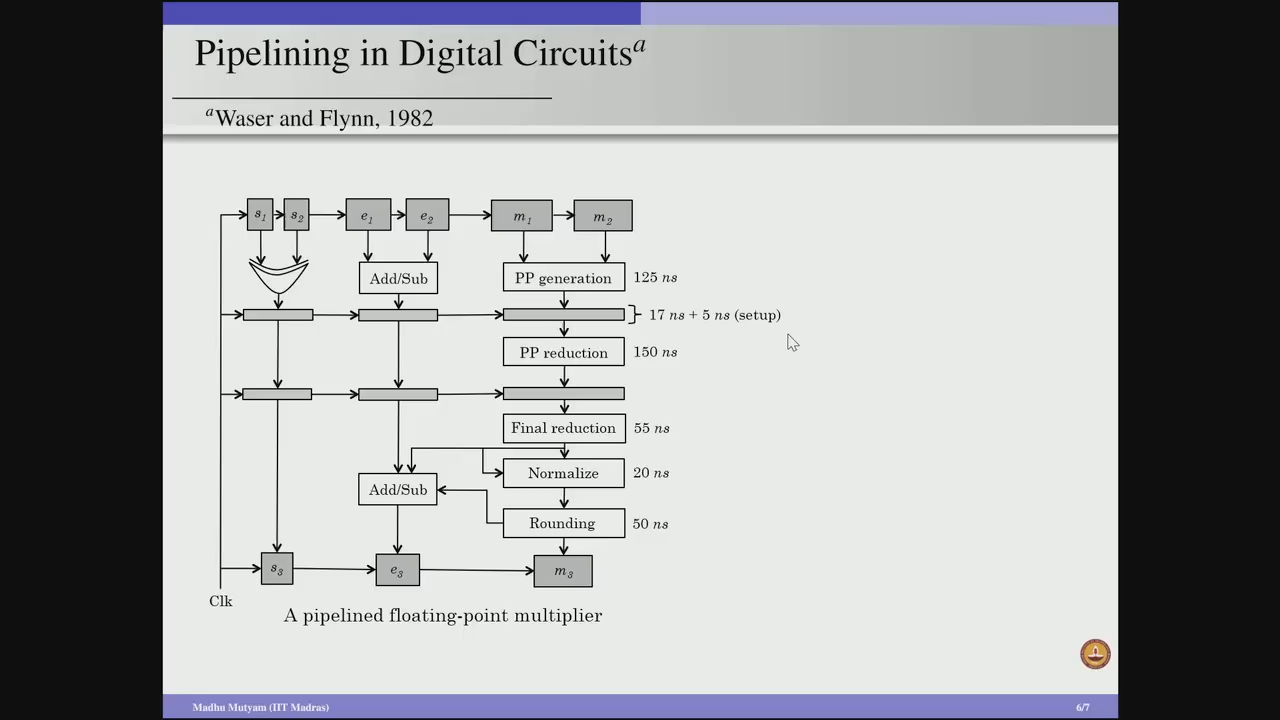 Pipelining in Digital Circuitsᵃ
ᵃWaser and Flynn, 1982
s₁ s₂ e₁ e₂ m₁ m₂
Add/Sub PP generation 125 ns
17 ns + 5 ns (setup)
PP reduction 150 ns
Final reduction 55 ns
Normalize 20 ns
Add/Sub
Rounding 50 ns
s₃ e₃ m₃
Clk
A pipelined floating-point multiplier
Madhu Mutyam (IIT Madras) 6/7